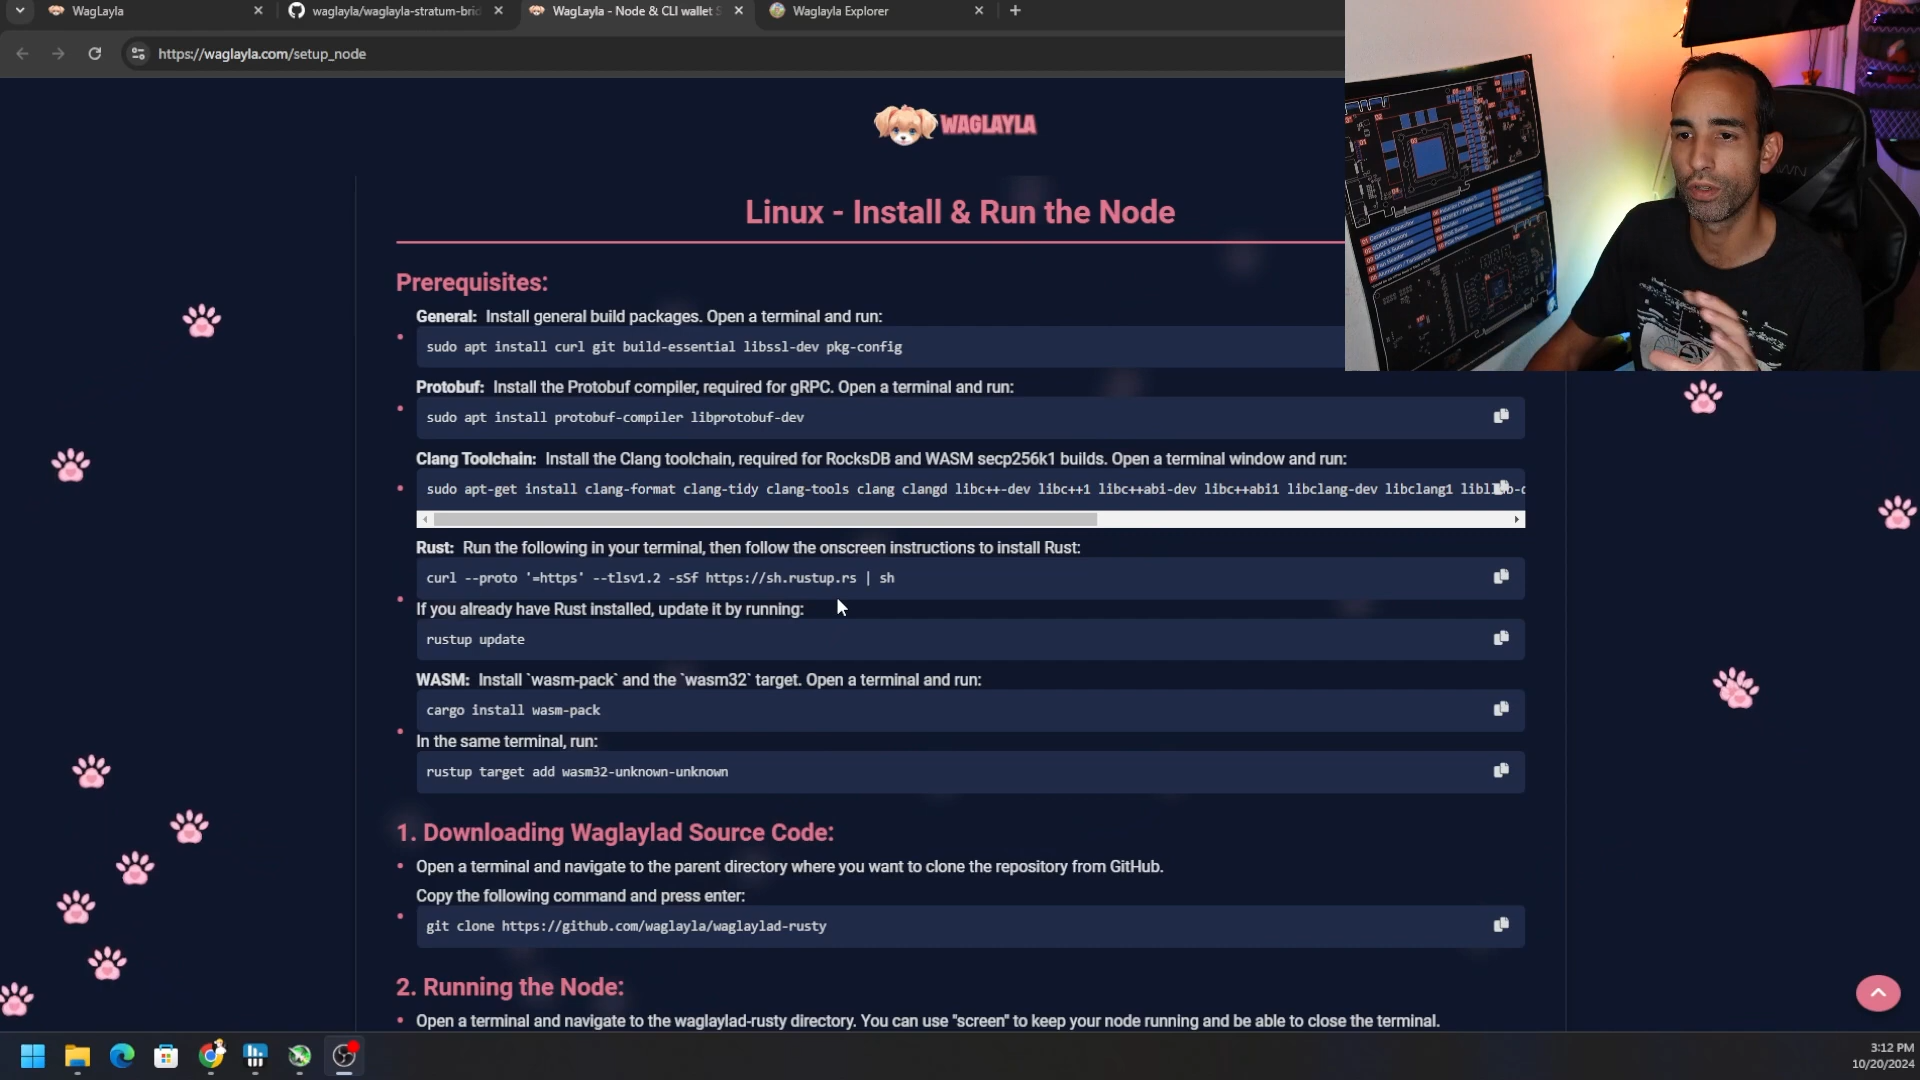 WagLayla
waglayla/waglayla-stratum-brid
WagLayla - Node & CLI wallet S
Waglayla Explorer
https://waglayla.com/setup_node
WAGLAYLA
Linux - Install & Run the Node
Prerequisites:
General: Install general build packages. Open a terminal and run:
sudo apt install curl git build-essential libssl-dev pkg-config
Protobuf: Install the Protobuf compiler, required for gRPC. Open a terminal and run:
sudo apt install protobuf-compiler libprotobuf-dev
Clang Toolchain: Install the Clang toolchain, required for RocksDB and WASM secp256k1 builds. Open a terminal window and run:
sudo apt-get install clang-format clang-tidy clang-tools clang clangd libc++-dev libc++1 libc++abi-dev libc++abi1 libclang-dev libclang1
Rust: Run the following in your terminal, then follow the onscreen instructions to install Rust:
curl --proto '=https' --tlsv1.2 -sSf https://sh.rustup.rs | sh
If you already have Rust installed, update it by running:
rustup update
WASM: Install `wasm-pack` and the `wasm32` target. Open a terminal and run:
cargo install wasm-pack
In the same terminal, run:
rustup target add wasm32-unknown-unknown
1. Downloading Waglaylad Source Code:
Open a terminal and navigate to the parent directory where you want to clone the repository from GitHub.
Copy the following command and press enter:
git clone https://github.com/waglayla/waglaylad-rusty
2. Running the Node:
Open a terminal and navigate to the waglaylad-rusty directory. You can use "screen" to keep your node running and be able to close the terminal.
3:12 PM
10/20/2024